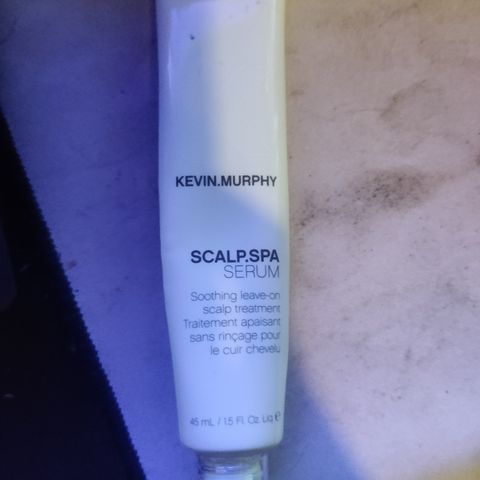 KEVIN.MURPHY
SCALP.SPA
SERUM
Soothing leave-on
scalp treatment
Traitement apaisant
sans rinçage pour
le cuir chevelu
45 mL / 1.5 Fl. Oz. Liq. ℮